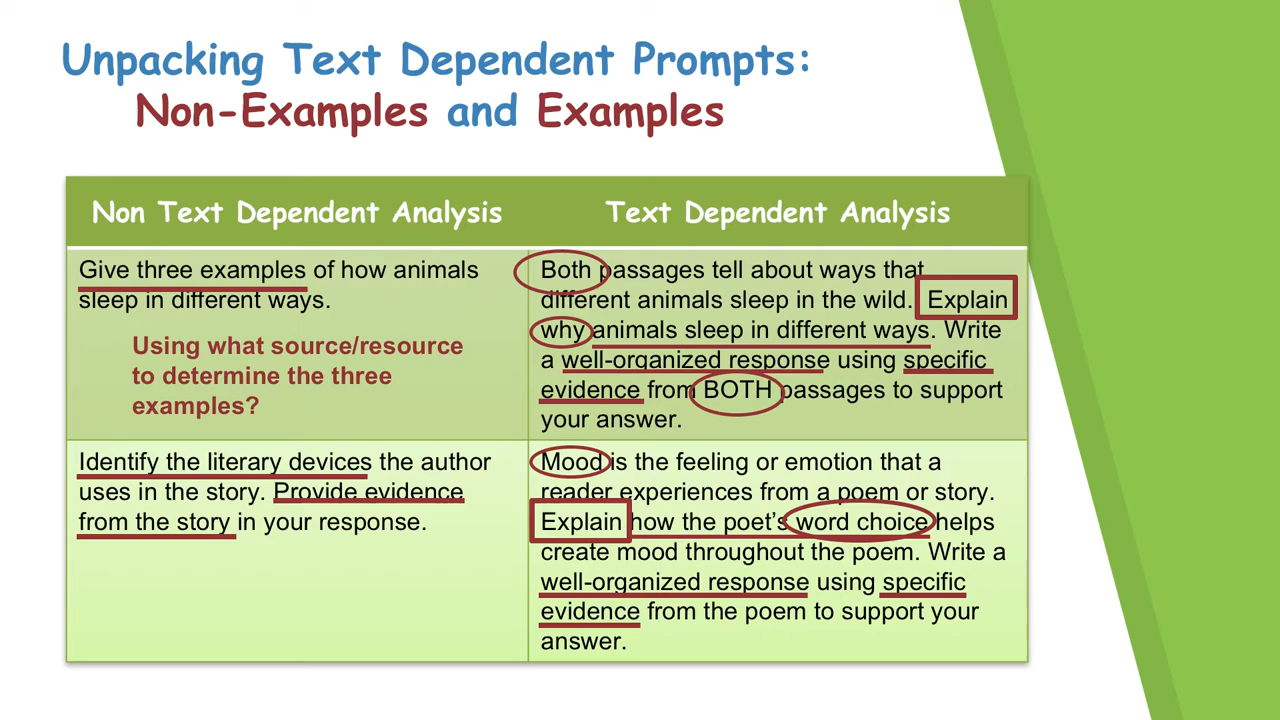 Unpacking Text Dependent Prompts:
Non-Examples and Examples
Non Text Dependent Analysis
Text Dependent Analysis
Give three examples of how animals
sleep in different ways.
Using what source/resource
to determine the three
examples?
Both passages tell about ways that
different animals sleep in the wild. Explain
why animals sleep in different ways. Write
a well-organized response using specific
evidence from BOTH passages to support
your answer.
Identify the literary devices the author
uses in the story. Provide evidence
from the story in your response.
Mood is the feeling or emotion that a
reader experiences from a poem or story.
Explain how the poet's word choice helps
create mood throughout the poem. Write a
well-organized response using specific
evidence from the poem to support your
answer.